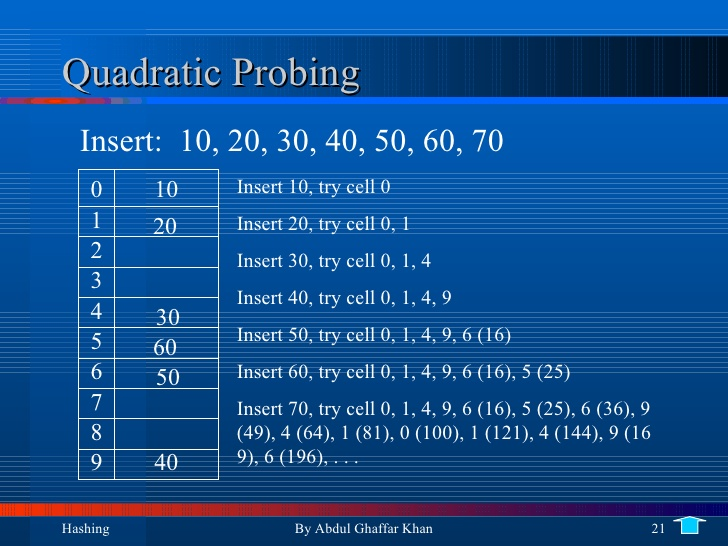 Quadratic Probing
Insert: 10, 20, 30, 40, 50, 60, 70
0 10
1 20
2
3
4 30
5 60
6 50
7
8
9 40
Insert 10, try cell 0
Insert 20, try cell 0, 1
Insert 30, try cell 0, 1, 4
Insert 40, try cell 0, 1, 4, 9
Insert 50, try cell 0, 1, 4, 9, 6 (16)
Insert 60, try cell 0, 1, 4, 9, 6 (16), 5 (25)
Insert 70, try cell 0, 1, 4, 9, 6 (16), 5 (25), 6 (36), 9
(49), 4 (64), 1 (81), 0 (100), 1 (121), 4 (144), 9 (16
9), 6 (196), . . .
Hashing By Abdul Ghaffar Khan 21